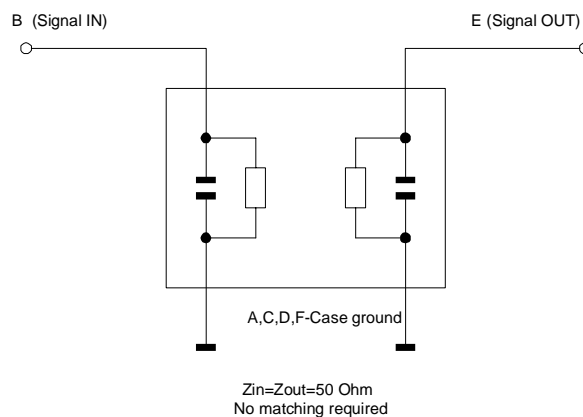 B (Signal IN)
E (Signal OUT)
A,C,D,F-Case ground
Zin=Zout=50 Ohm
No matching required